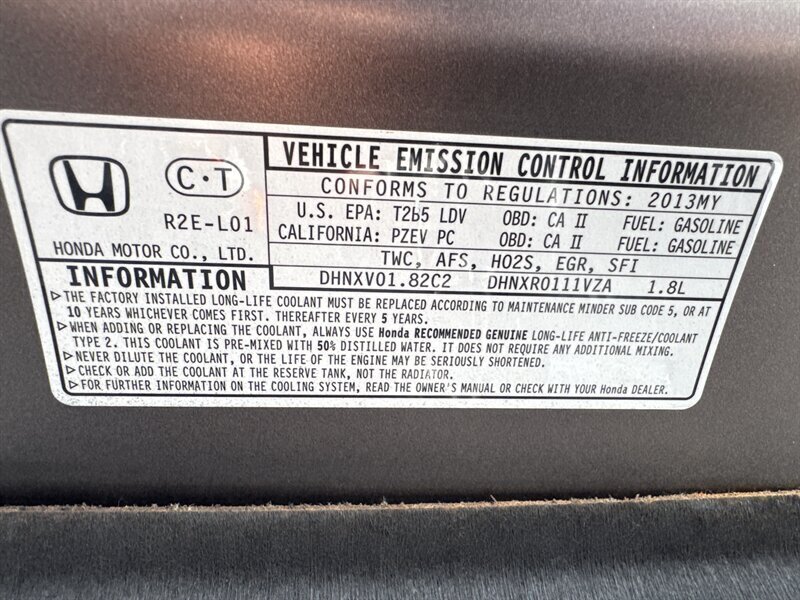 VEHICLE EMISSION CONTROL INFORMATION
CONFORMS TO REGULATIONS: 2013MY
U.S. EPA: T2B5 LDV OBD: CA II FUEL: GASOLINE
CALIFORNIA: PZEV PC OBD: CA II FUEL: GASOLINE
TWC, AFS, HO2S, EGR, SFI
DHNXV01.82C2 DHNXR0111VZA 1.8L
C·T
R2E-L01
HONDA MOTOR CO., LTD.
INFORMATION
▷THE FACTORY INSTALLED LONG-LIFE COOLANT MUST BE REPLACED ACCORDING TO MAINTENANCE MINDER SUB CODE 5, OR AT
10 YEARS WHICHEVER COMES FIRST. THEREAFTER EVERY 5 YEARS.
▷WHEN ADDING OR REPLACING THE COOLANT, ALWAYS USE Honda RECOMMENDED GENUINE LONG-LIFE ANTI-FREEZE/COOLANT
TYPE 2. THIS COOLANT IS PRE-MIXED WITH 50% DISTILLED WATER. IT DOES NOT REQUIRE ANY ADDITIONAL MIXING.
▷NEVER DILUTE THE COOLANT, OR THE LIFE OF THE ENGINE MAY BE SERIOUSLY SHORTENED.
▷CHECK OR ADD THE COOLANT AT THE RESERVE TANK, NOT THE RADIATOR.
▷FOR FURTHER INFORMATION ON THE COOLING SYSTEM, READ THE OWNER'S MANUAL OR CHECK WITH YOUR Honda DEALER.